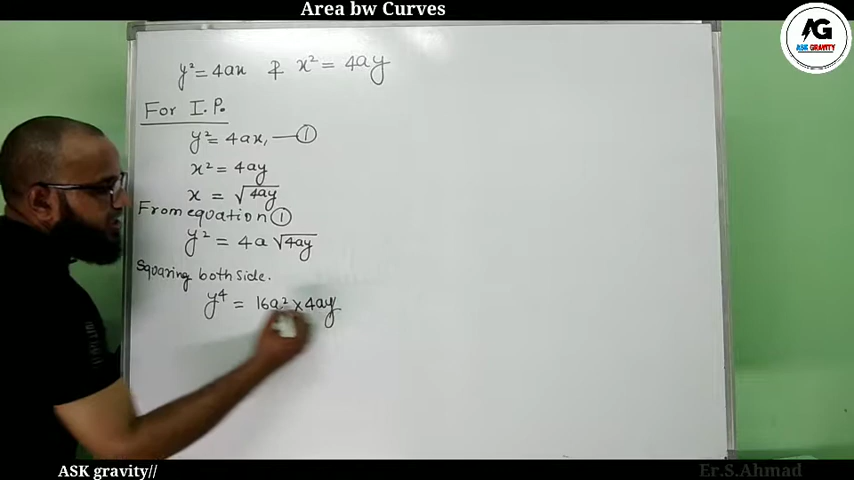 Area bw Curves
AG
ASK GRAVITY
y² = 4ax & x² = 4ay
For I.P.
y² = 4ax, —①
x² = 4ay
x = √4ay
From equation ①
y² = 4a √4ay
Squaring both side.
y⁴ = 16a² × 4ay
ASK gravity//
Er.S.Ahmad